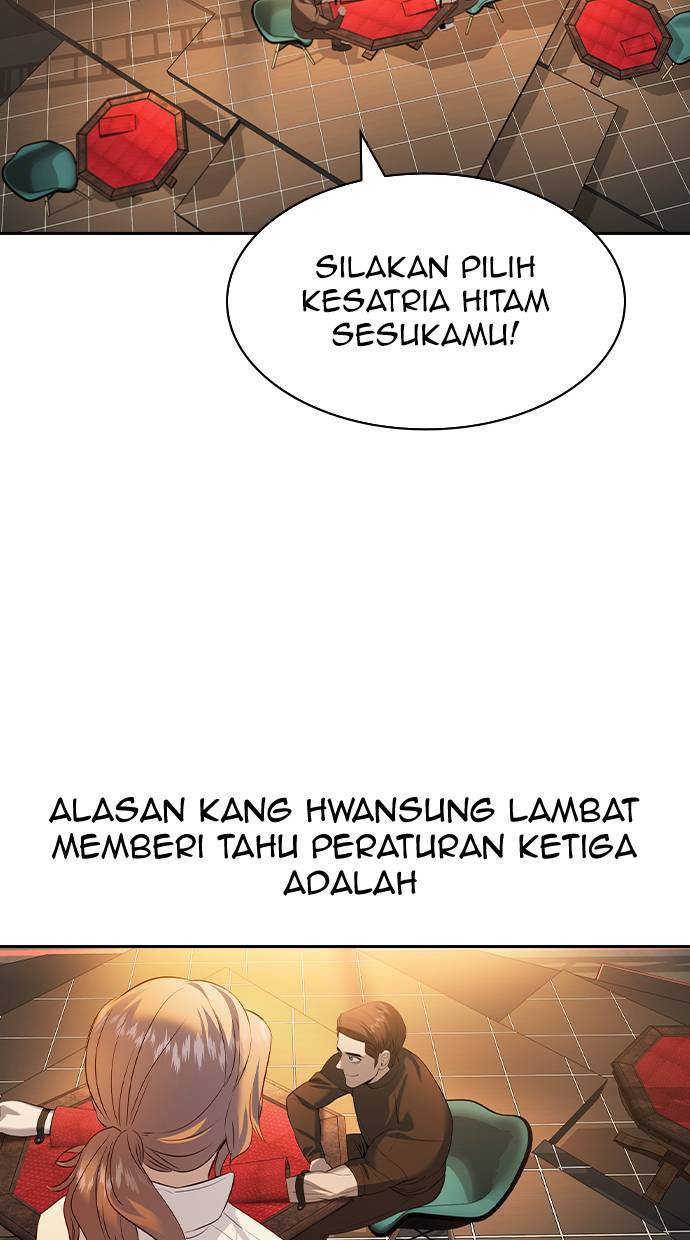 SILAKAN PILIH
KESATRIA HITAM
SESUKAMU!
ALASAN KANG HWANSUNG LAMBAT
MEMBERI TAHU PERATURAN KETIGA
ADALAH